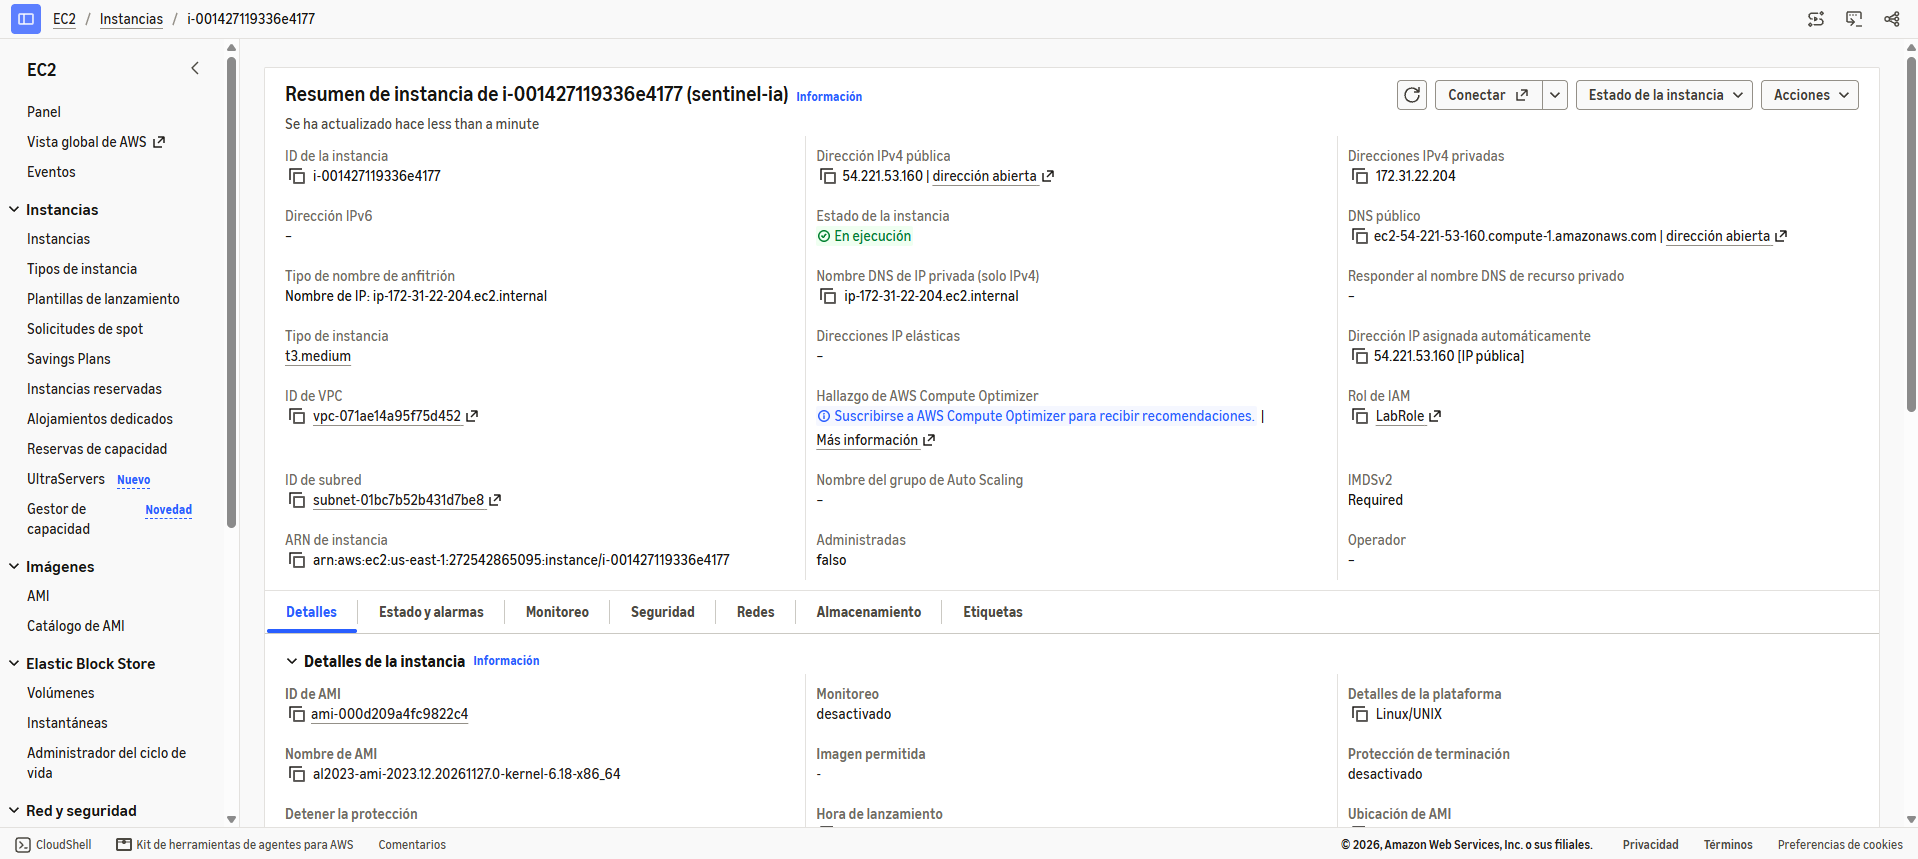 EC2 / Instancias / i-001427119336e4177
EC2
Panel
Vista global de AWS
Eventos
Instancias
Instancias
Tipos de instancia
Plantillas de lanzamiento
Solicitudes de spot
Savings Plans
Instancias reservadas
Alojamientos dedicados
Reservas de capacidad
UltraServers Nuevo
Gestor de capacidad Novedad
Imágenes
AMI
Catálogo de AMI
Elastic Block Store
Volúmenes
Instantáneas
Administrador del ciclo de vida
Red y seguridad
Resumen de instancia de i-001427119336e4177 (sentinel-ia) Información
Conectar
Estado de la instancia
Acciones
Se ha actualizado hace less than a minute
ID de la instancia
i-001427119336e4177
Dirección IPv4 pública
54.221.53.160 | dirección abierta
Direcciones IPv4 privadas
172.31.22.204
Dirección IPv6
–
Estado de la instancia
En ejecución
DNS público
ec2-54-221-53-160.compute-1.amazonaws.com | dirección abierta
Tipo de nombre de anfitrión
Nombre de IP: ip-172-31-22-204.ec2.internal
Nombre DNS de IP privada (solo IPv4)
ip-172-31-22-204.ec2.internal
Responder al nombre DNS de recurso privado
–
Tipo de instancia
t3.medium
Direcciones IP elásticas
–
Dirección IP asignada automáticamente
54.221.53.160 [IP pública]
ID de VPC
vpc-071ae14a95f75d452
Hallazgo de AWS Compute Optimizer
Suscribirse a AWS Compute Optimizer para recibir recomendaciones. |
Más información
Rol de IAM
LabRole
ID de subred
subnet-01bc7b52b431d7be8
Nombre del grupo de Auto Scaling
–
IMDSv2
Required
ARN de instancia
arn:aws:ec2:us-east-1:272542865095:instance/i-001427119336e4177
Administradas
falso
Operador
–
Detalles
Estado y alarmas
Monitoreo
Seguridad
Redes
Almacenamiento
Etiquetas
Detalles de la instancia Información
ID de AMI
ami-000d209a4fc9822c4
Monitoreo
desactivado
Detalles de la plataforma
Linux/UNIX
Nombre de AMI
al2023-ami-2023.12.20261127.0-kernel-6.18-x86_64
Imagen permitida
-
Protección de terminación
desactivado
Detener la protección
Hora de lanzamiento
Ubicación de AMI
CloudShell
Kit de herramientas de agentes para AWS
Comentarios
© 2026, Amazon Web Services, Inc. o sus filiales.
Privacidad
Términos
Preferencias de cookies